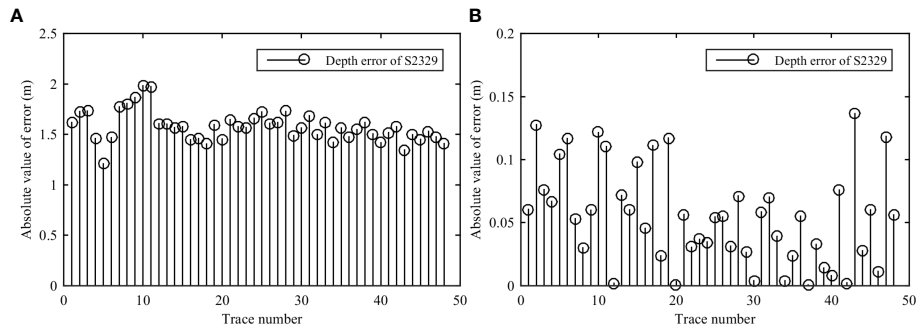 A
2.5
2
1.5
1
0.5
0
0
10
20
30
40
50
Absolute value of error (m)
Trace number
Depth error of S2329
B
0.2
0.15
0.1
0.05
0
0
10
20
30
40
50
Absolute value of error (m)
Trace number
Depth error of S2329